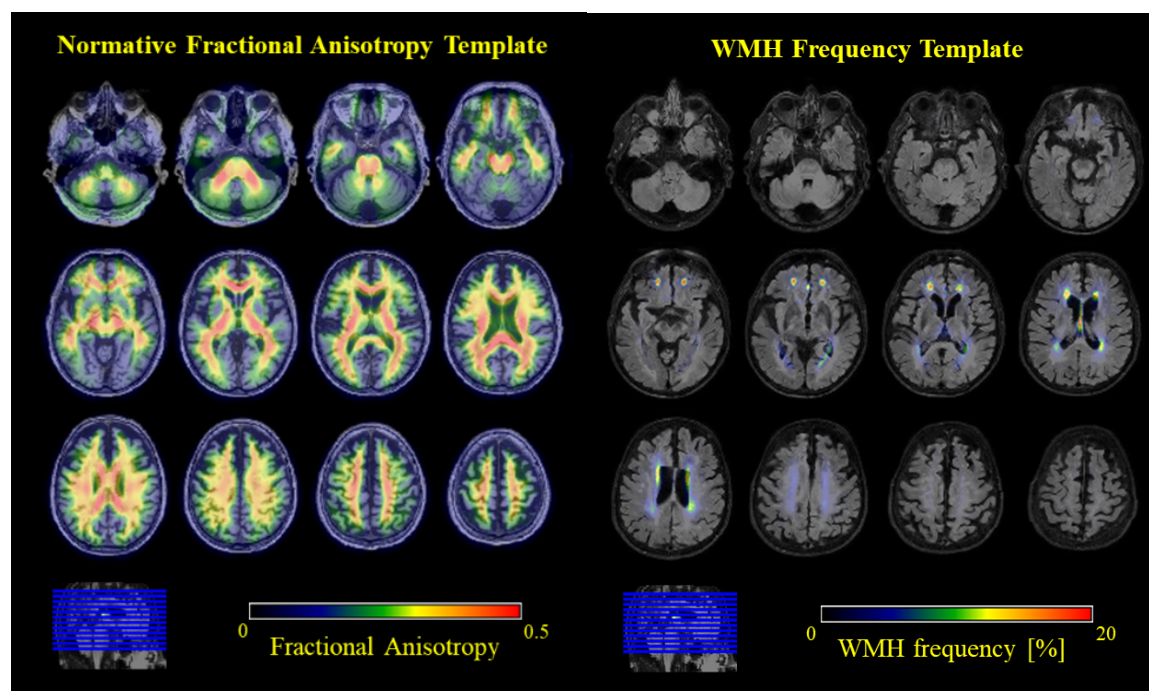 Normative Fractional Anisotropy Template
WMH Frequency Template
0
0.5
Fractional Anisotropy
0
20
WMH frequency [%]